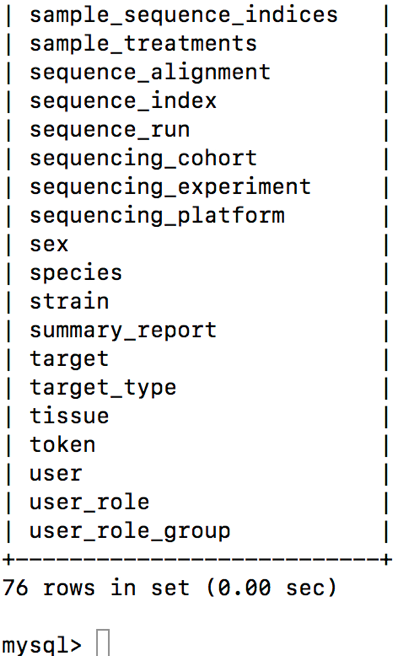 | sample_sequence_indices |
| sample_treatments |
| sequence_alignment |
| sequence_index |
| sequence_run |
| sequencing_cohort |
| sequencing_experiment |
| sequencing_platform |
| sex |
| species |
| strain |
| summary_report |
| target |
| target_type |
| tissue |
| token |
| user |
| user_role |
| user_role_group |
+---------------------------+
76 rows in set (0.00 sec)
mysql>